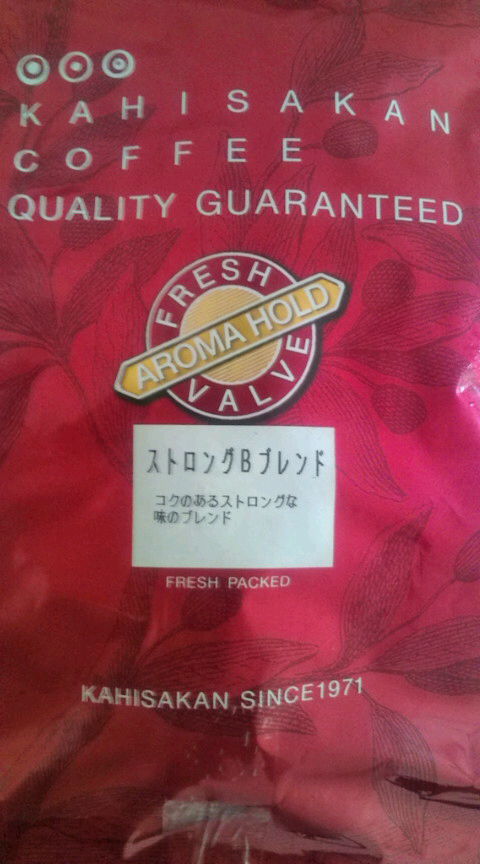 KAHISAKAN
COFFEE
QUALITY GUARANTEED
FRESH
AROMA HOLD
VALVE
ストロングBブレンド
コクのあるストロングな
味のブレンド
FRESH PACKED
KAHISAKAN, SINCE1971